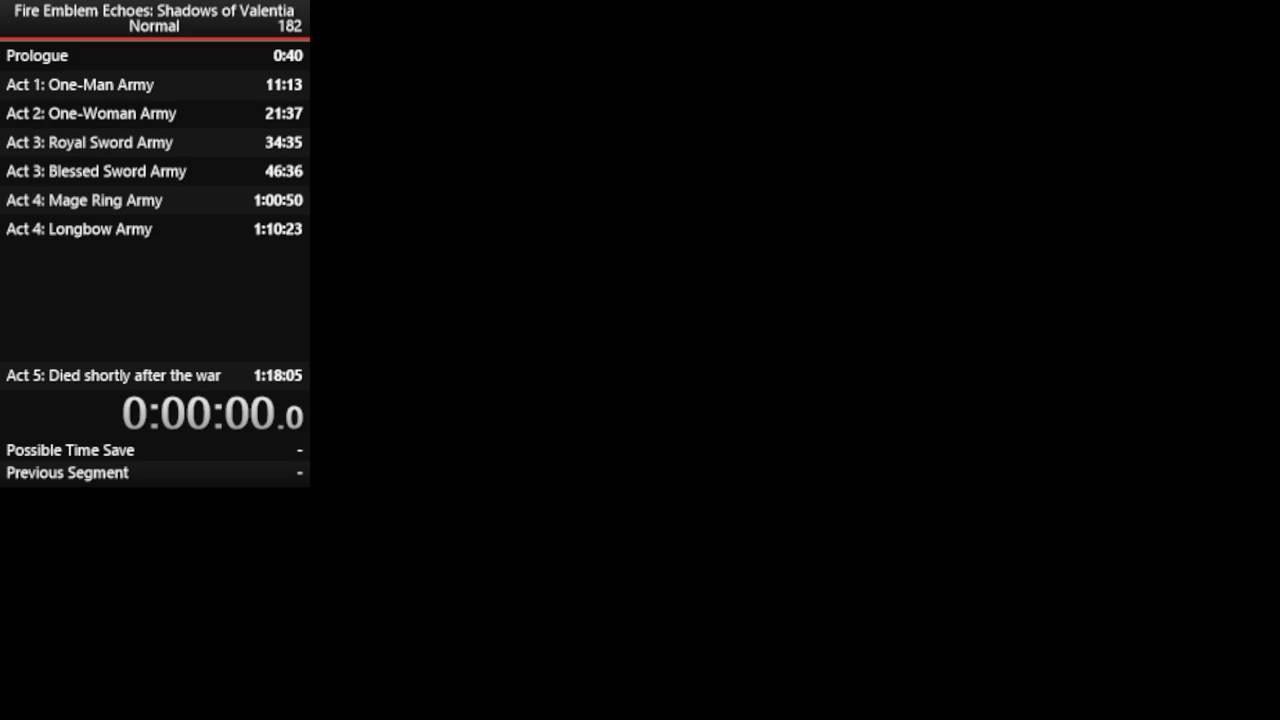 Fire Emblem Echoes: Shadows of Valentia
Normal 182
Prologue 0:40
Act 1: One-Man Army 11:13
Act 2: One-Woman Army 21:37
Act 3: Royal Sword Army 34:35
Act 3: Blessed Sword Army 46:36
Act 4: Mage Ring Army 1:00:50
Act 4: Longbow Army 1:10:23
Act 5: Died shortly after the war 1:18:05
0:00:00.0
Possible Time Save -
Previous Segment -